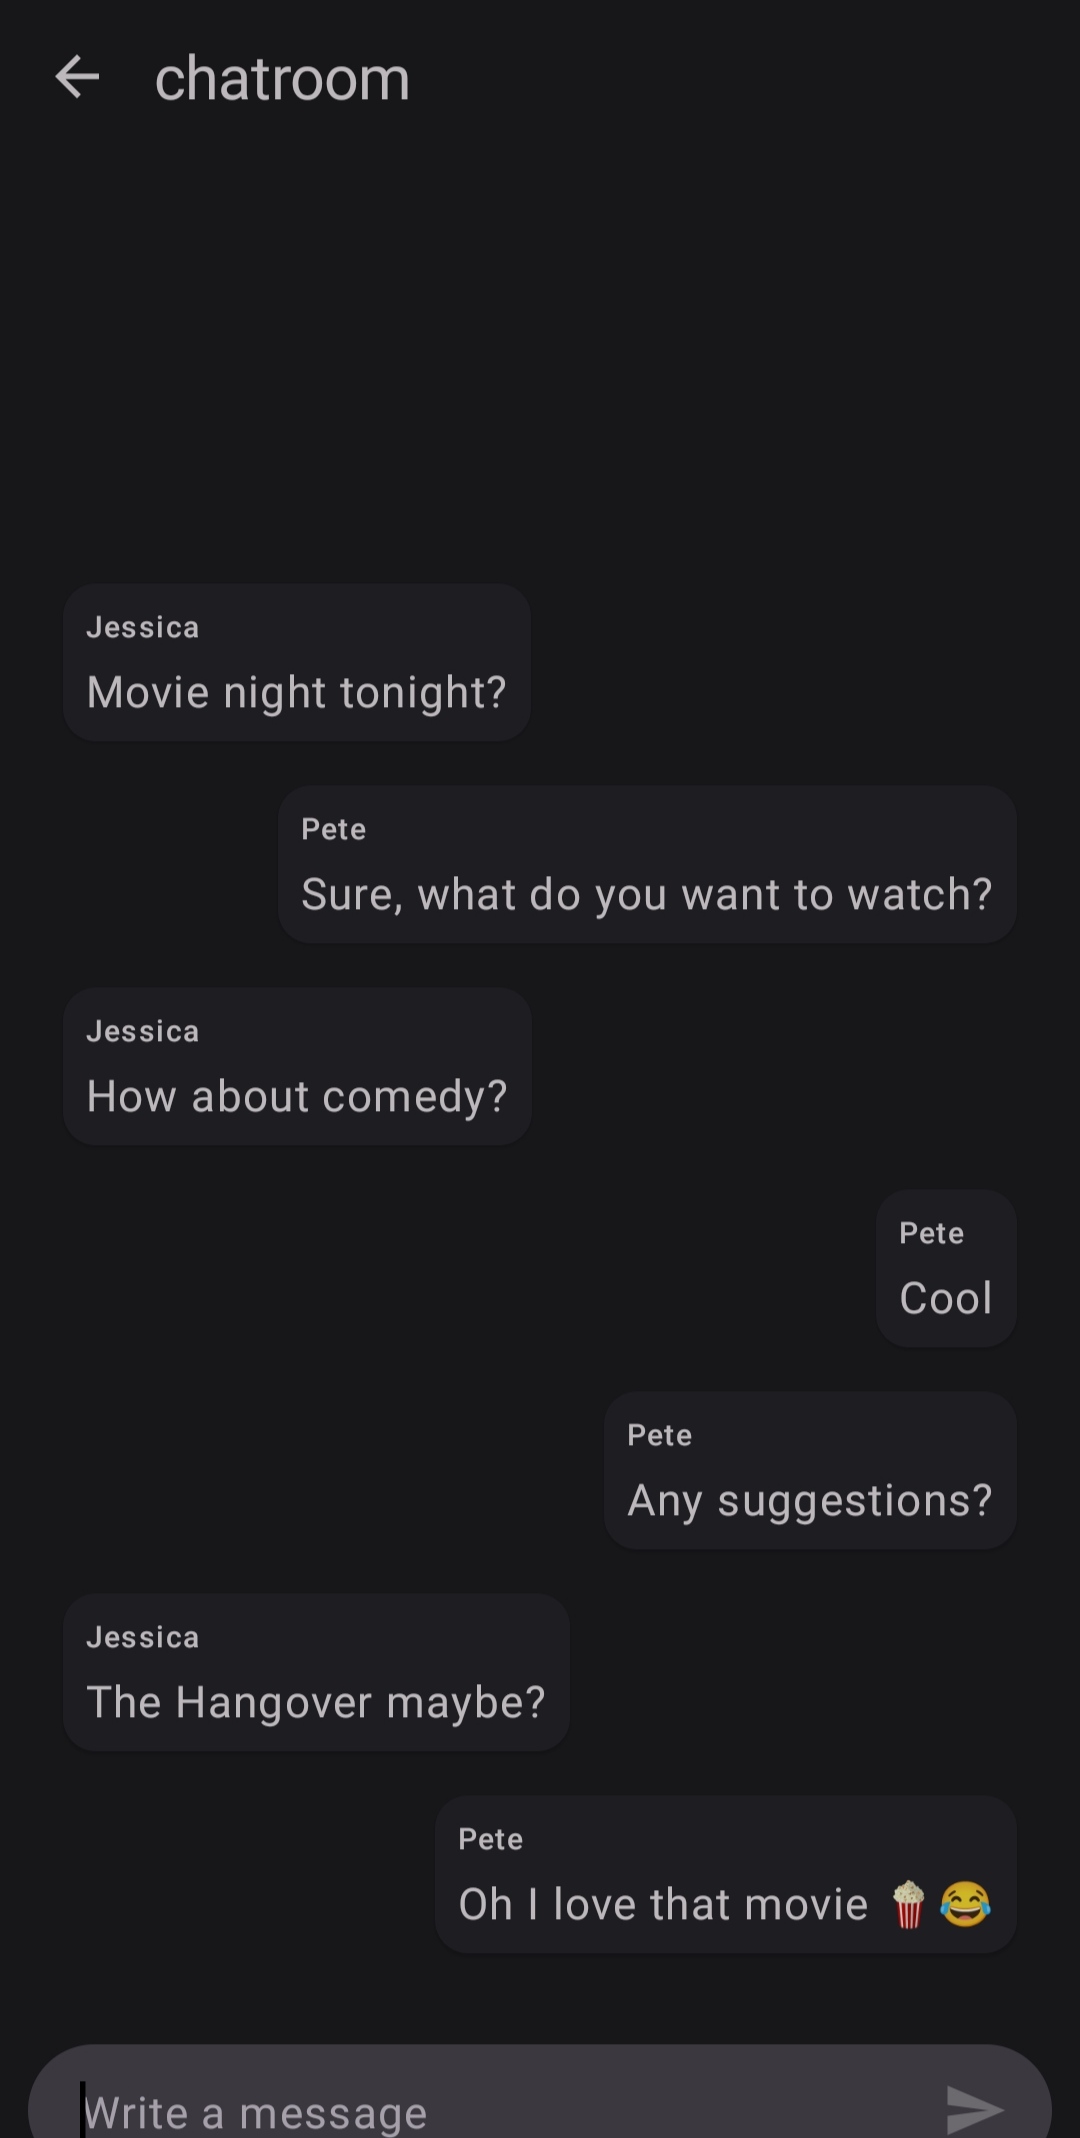 chatroom
Jessica
Movie night tonight?
Pete
Sure, what do you want to watch?
Jessica
How about comedy?
Pete
Cool
Pete
Any suggestions?
Jessica
The Hangover maybe?
Pete
Oh I love that movie 🍿😂
Write a message